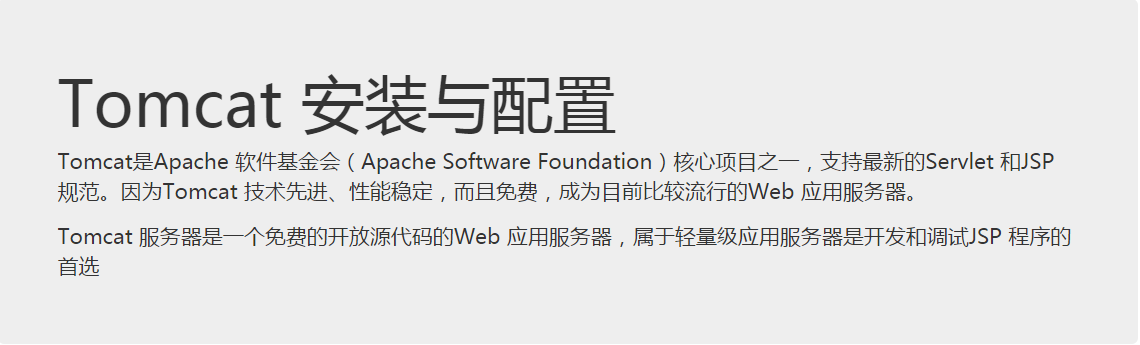 Tomcat 安装与配置
Tomcat是Apache 软件基金会（Apache Software Foundation）核心项目之一，支持最新的Servlet 和JSP
规范。因为Tomcat 技术先进、性能稳定，而且免费，成为目前比较流行的Web 应用服务器。
Tomcat 服务器是一个免费的开放源代码的Web 应用服务器，属于轻量级应用服务器是开发和调试JSP 程序的
首选